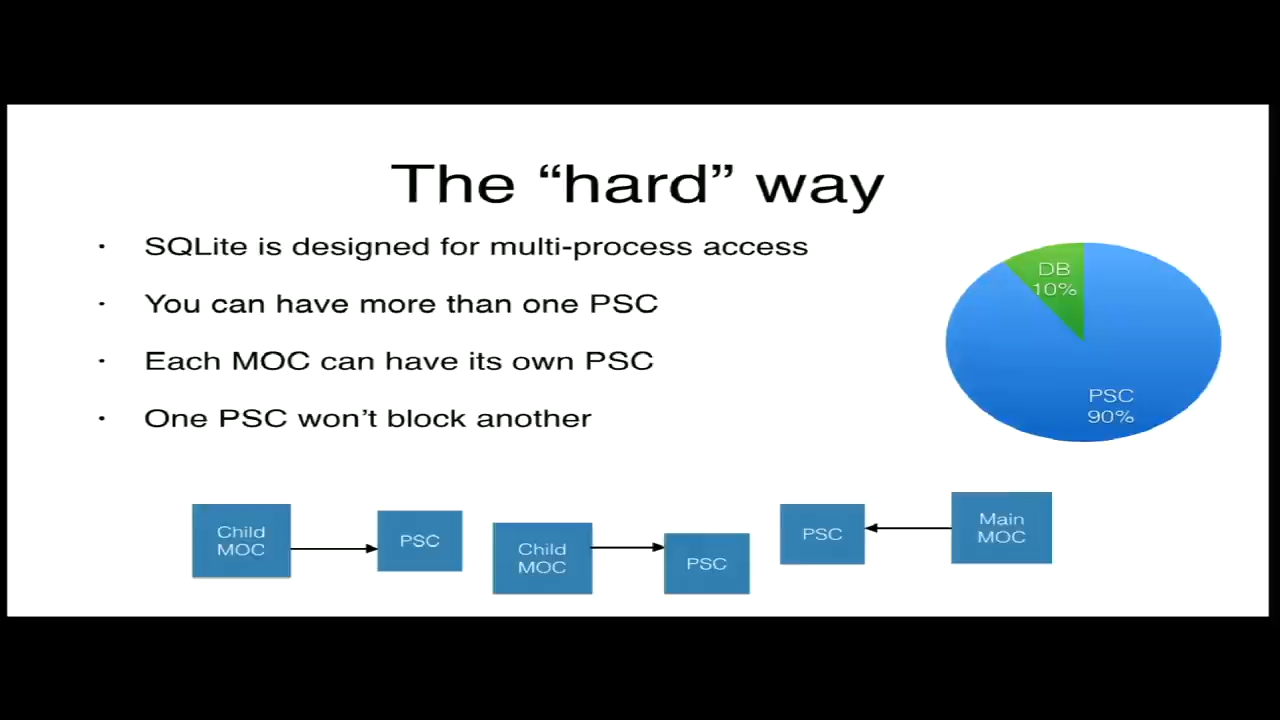 The “hard” way
· SQLite is designed for multi-process access
· You can have more than one PSC
· Each MOC can have its own PSC
· One PSC won’t block another
DB
10%
PSC
90%
Child
MOC
PSC
Child
MOC
PSC
PSC
Main
MOC